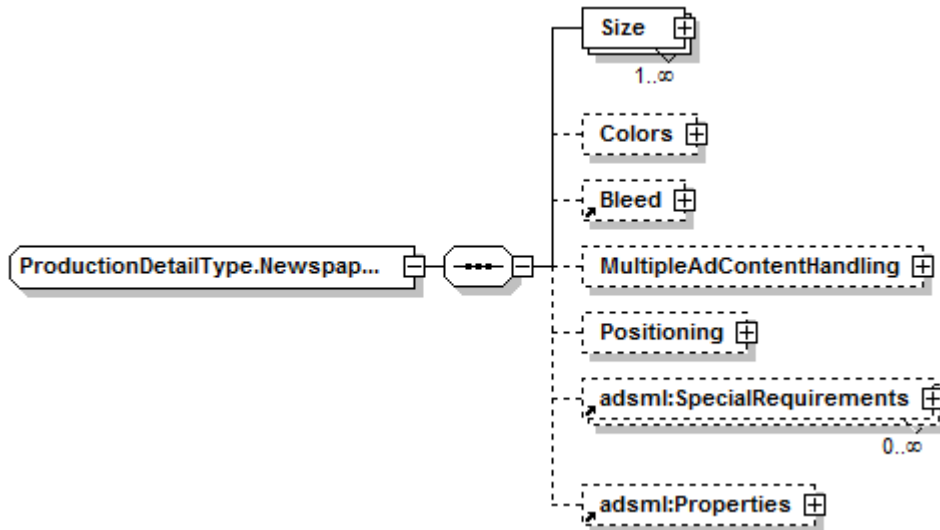 Size
1..∞
Colors
Bleed
ProductionDetailType.Newspap...
MultipleAdContentHandling
Positioning
adsml:SpecialRequirements
0..∞
adsml:Properties